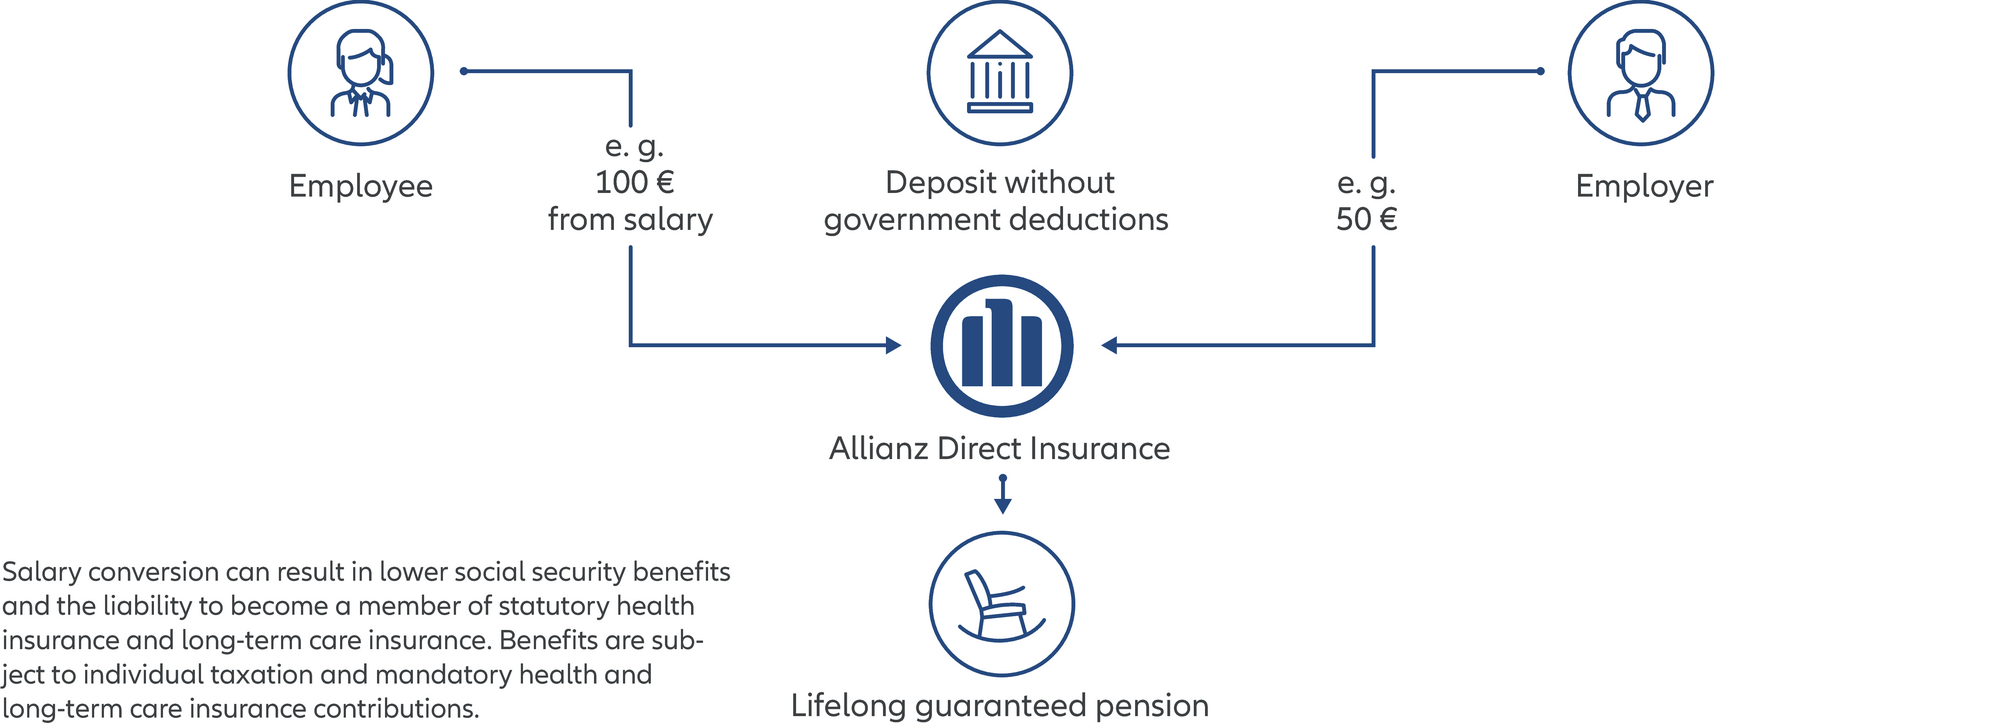 Employee
e. g.
100 €
from salary
Deposit without
government deductions
e. g.
50 €
Employer
Allianz Direct Insurance
Lifelong guaranteed pension
Salary conversion can result in lower social security benefits
and the liability to become a member of statutory health
insurance and long-term care insurance. Benefits are sub-
ject to individual taxation and mandatory health and
long-term care insurance contributions.